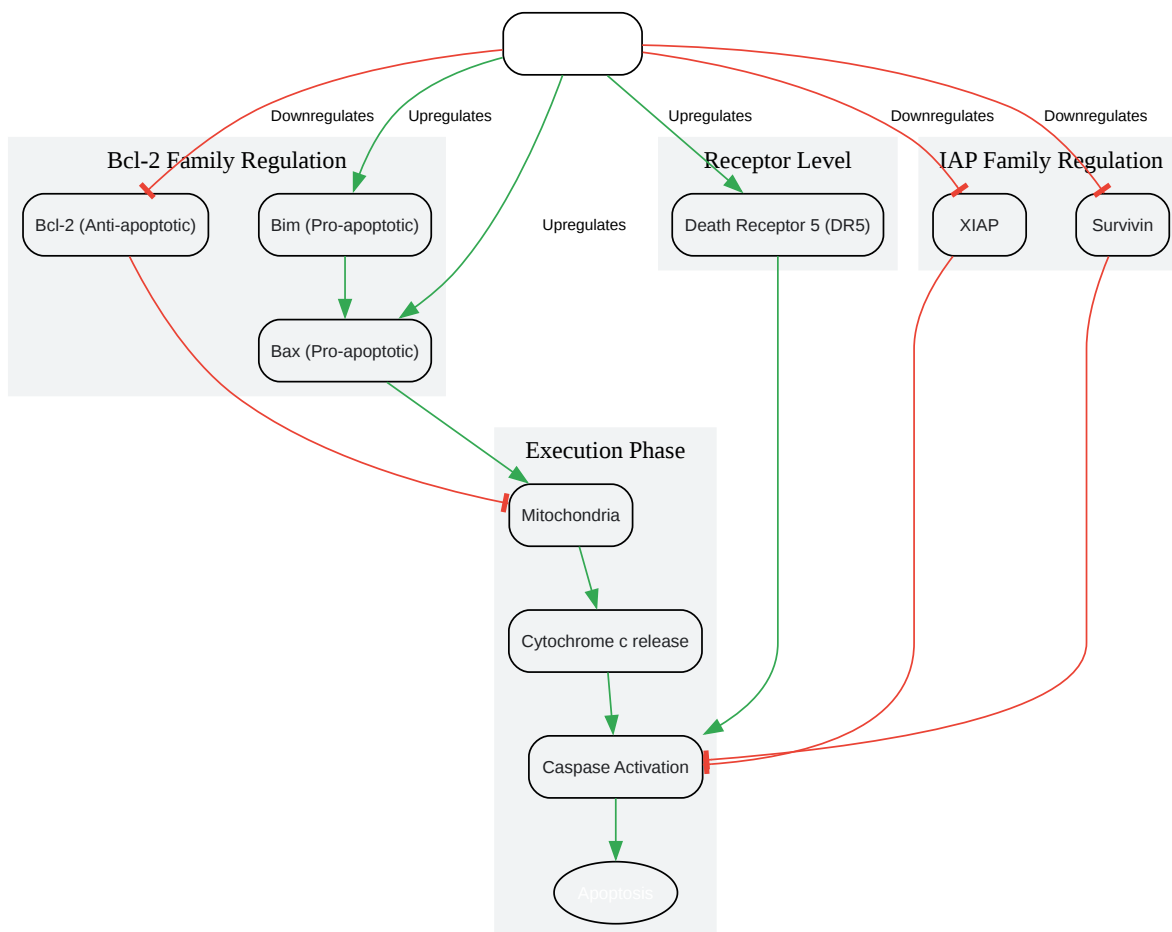 Downregulates
Upregulates
Upregulates
Downregulates
Downregulates
Bcl-2 Family Regulation
Receptor Level
IAP Family Regulation
Bcl-2 (Anti-apoptotic)
Bim (Pro-apoptotic)
Upregulates
Death Receptor 5 (DR5)
XIAP
Survivin
Bax (Pro-apoptotic)
Execution Phase
Mitochondria
Cytochrome c release
Caspase Activation
Apoptosis